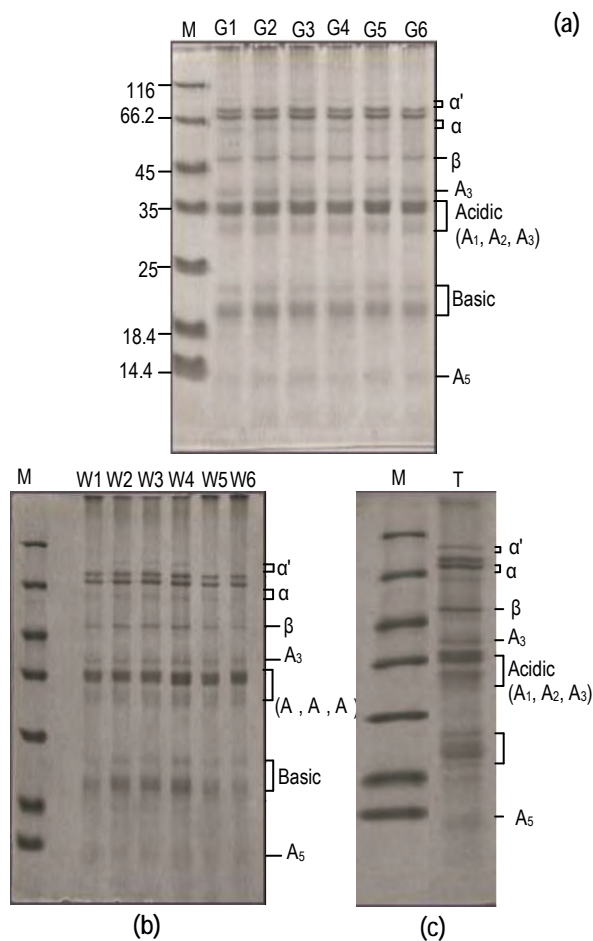 (a)
M G1 G2 G3 G4 G5 G6
116
66.2
45
35
25
18.4
14.4
α'
α
β
A₃
Acidic
(A₁, A₂, A₃)
Basic
A₅
M W1 W2 W3 W4 W5 W6
α'
α
β
A₃
(A , A , A
Basic
A₅
(b)
M T
α'
α
β
A₃
Acidic
(A₁, A₂, A₃)
A₅
(c)